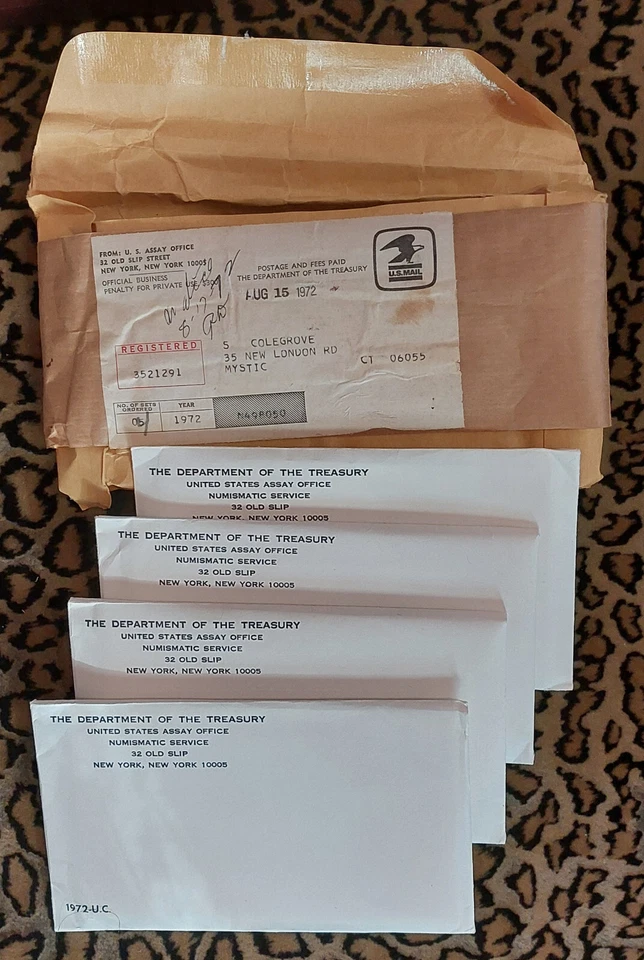 FROM: U. S. ASSAY OFFICE
32 OLD SLIP STREET
NEW YORK, NEW YORK 10005
OFFICIAL BUSINESS
PENALTY FOR PRIVATE USE $300
POSTAGE AND FEES PAID
THE DEPARTMENT OF THE TREASURY
AUG 15 1972
U.S.MAIL
REGISTERED
3521291
S COLEGROVE
35 NEW LONDON RD
MYSTIC CT 06055
NO. OF SETS
ORDERED
05
YEAR
1972
N498050
THE DEPARTMENT OF THE TREASURY
UNITED STATES ASSAY OFFICE
NUMISMATIC SERVICE
32 OLD SLIP
NEW YORK, NEW YORK 10005
THE DEPARTMENT OF THE TREASURY
UNITED STATES ASSAY OFFICE
NUMISMATIC SERVICE
32 OLD SLIP
NEW YORK, NEW YORK 10005
THE DEPARTMENT OF THE TREASURY
UNITED STATES ASSAY OFFICE
NUMISMATIC SERVICE
32 OLD SLIP
NEW YORK, NEW YORK 10005
THE DEPARTMENT OF THE TREASURY
UNITED STATES ASSAY OFFICE
NUMISMATIC SERVICE
32 OLD SLIP
NEW YORK, NEW YORK 10005
1972-U.C.